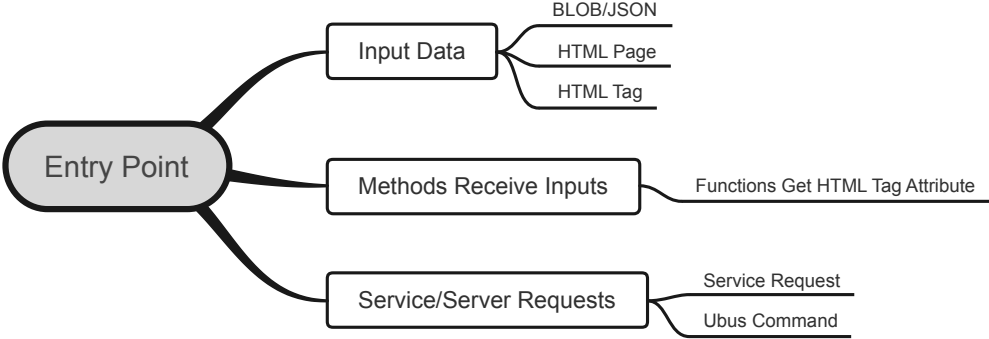 Entry Point
Input Data
BLOB/JSON
HTML Page
HTML Tag
Methods Receive Inputs
Functions Get HTML Tag Attribute
Service/Server Requests
Service Request
Ubus Command